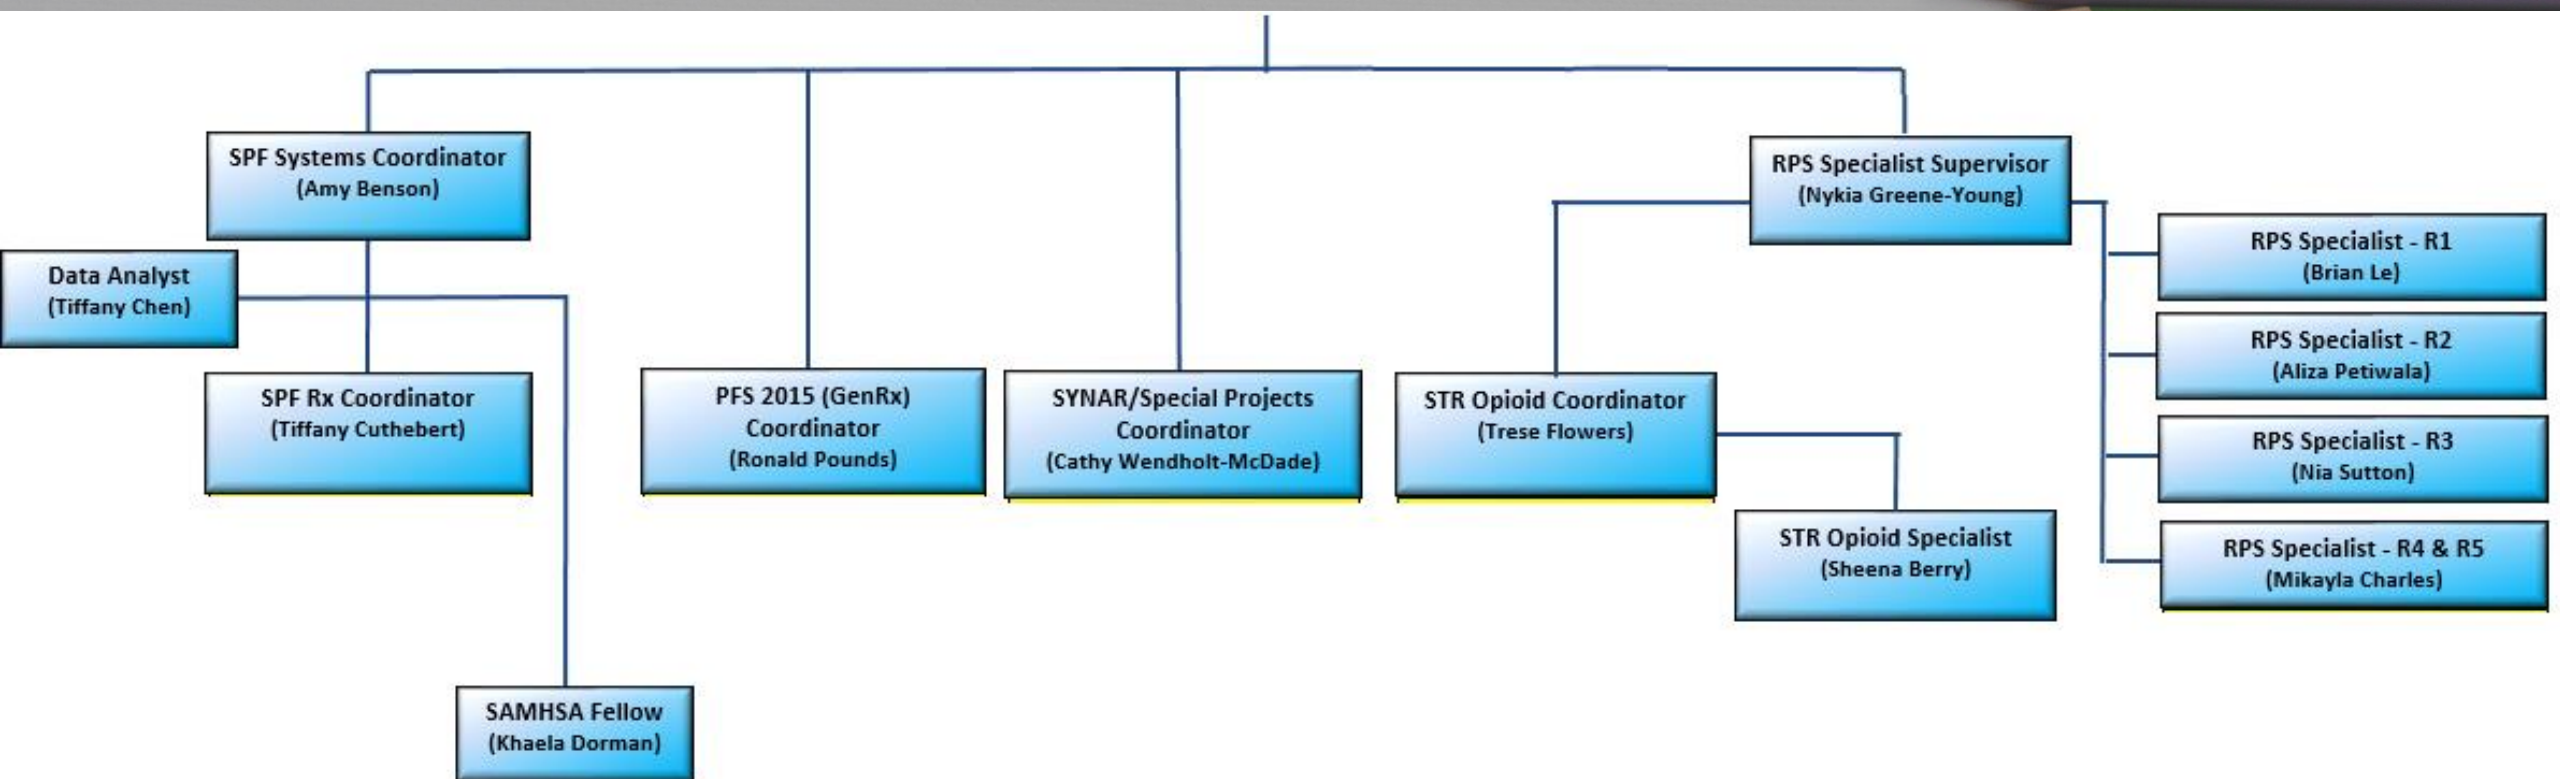 SPF Systems Coordinator
(Amy Benson)
RPS Specialist Supervisor
(Nykia Greene-Young)
Data Analyst
(Tiffany Chen)
RPS Specialist - R1
(Brian Le)
RPS Specialist - R2
(Aliza Petiwala)
RPS Specialist - R3
(Nia Sutton)
RPS Specialist - R4 & R5
(Mikayla Charles)
SPF Rx Coordinator
(Tiffany Cuthebert)
PFS 2015 (GenRx)
Coordinator
(Ronald Pounds)
SYNAR/Special Projects
Coordinator
(Cathy Wendholt-McDade)
STR Opioid Coordinator
(Trese Flowers)
STR Opioid Specialist
(Sheena Berry)
SAMHSA Fellow
(Khaela Dorman)